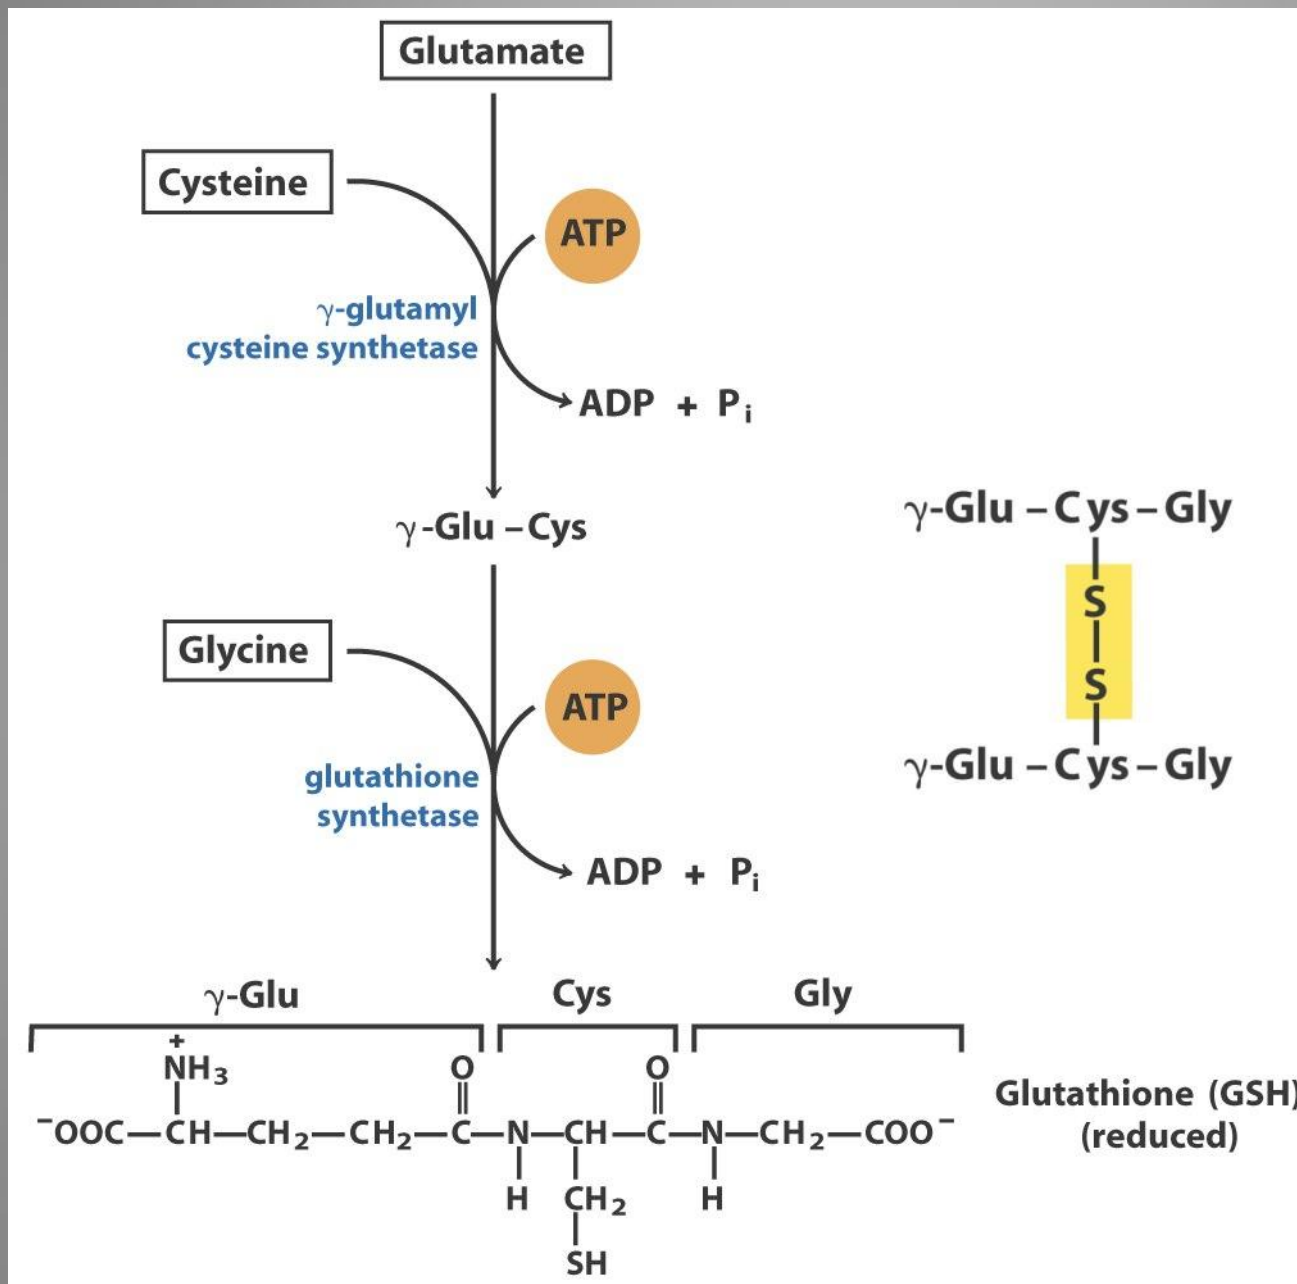 Glutamate
Cysteine
ATP
γ-glutamyl
cysteine synthetase
ADP + Pi
γ-Glu – Cys
Glycine
ATP
glutathione
synthetase
ADP + Pi
γ-Glu – Cys – Gly
S
S
γ-Glu – Cys – Gly
γ-Glu Cys Gly
+
NH3 O O
⁻OOC—CH—CH2—CH2—C—N—CH—C—N—CH2—COO⁻
H CH2 H
SH
Glutathione (GSH)
(reduced)